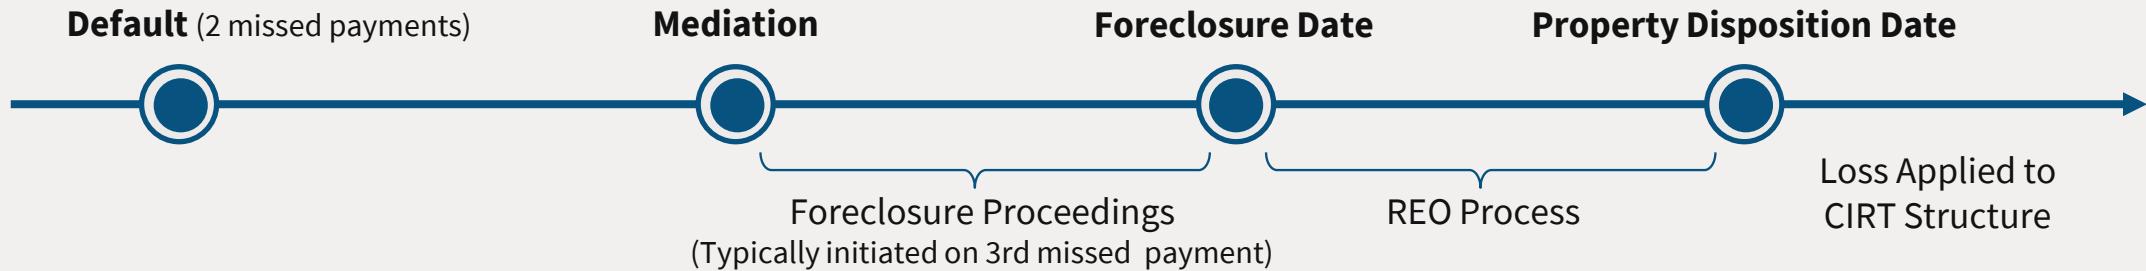 Default (2 missed payments)
Mediation
Foreclosure Date
Property Disposition Date
Foreclosure Proceedings
(Typically initiated on 3rd missed payment)
REO Process
Loss Applied to
CIRT Structure